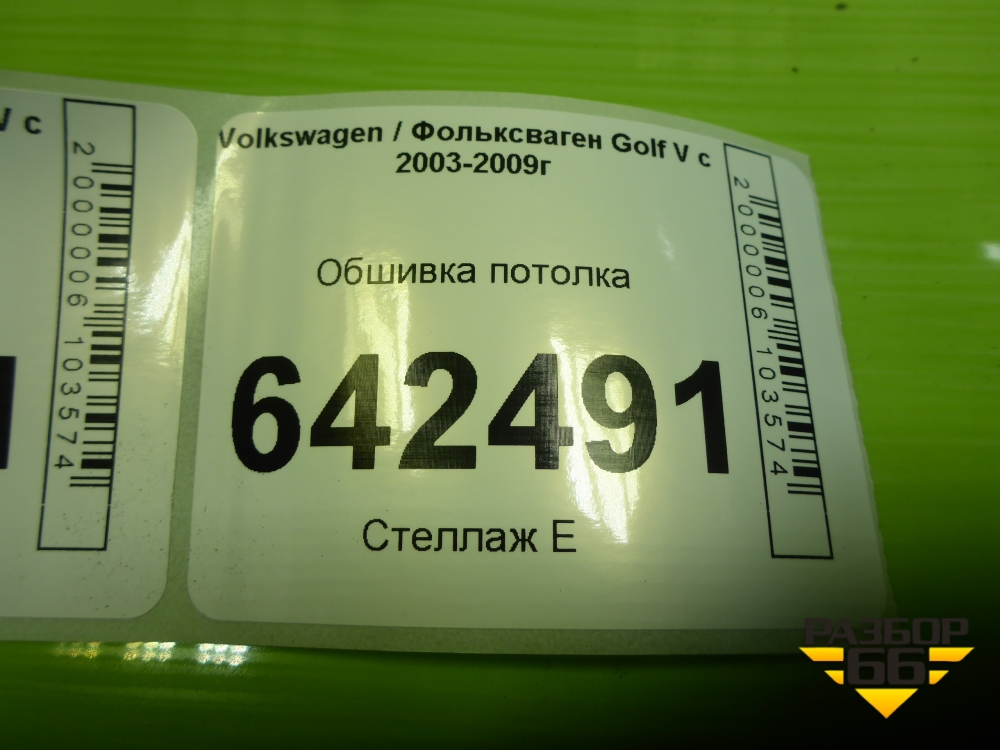 V с
2000006103574
Volkswagen / Фольксваген Golf V с
2003-2009г
Обшивка потолка
642491
Стеллаж Е
2000006103574
РАЗБОР
66